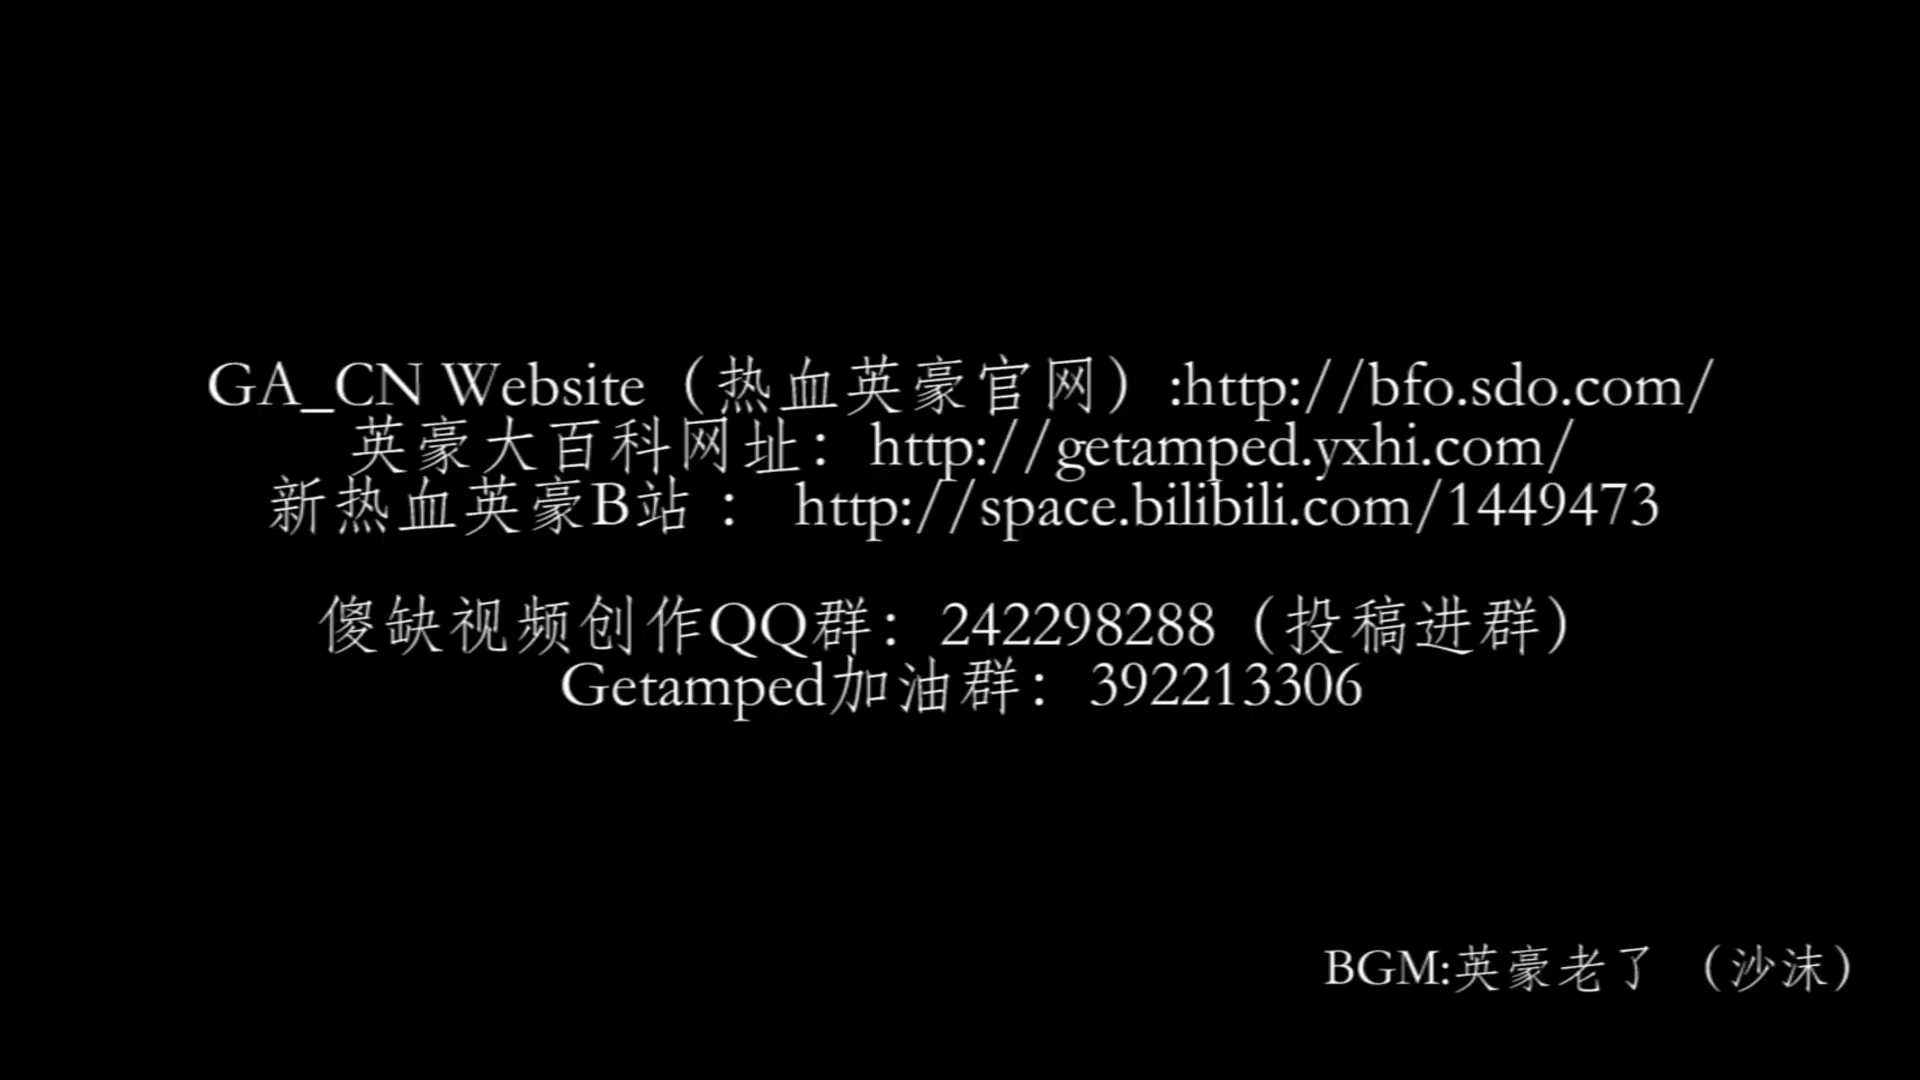 GA_CN Website（热血英豪官网）:http://bfo.sdo.com/
英豪大百科网址：http://getamped.yxhi.com/
新热血英豪B站： http://space.bilibili.com/1449473
傻缺视频创作QQ群：242298288（投稿进群）
Getamped加油群：392213306
BGM:英豪老了 （沙沫）